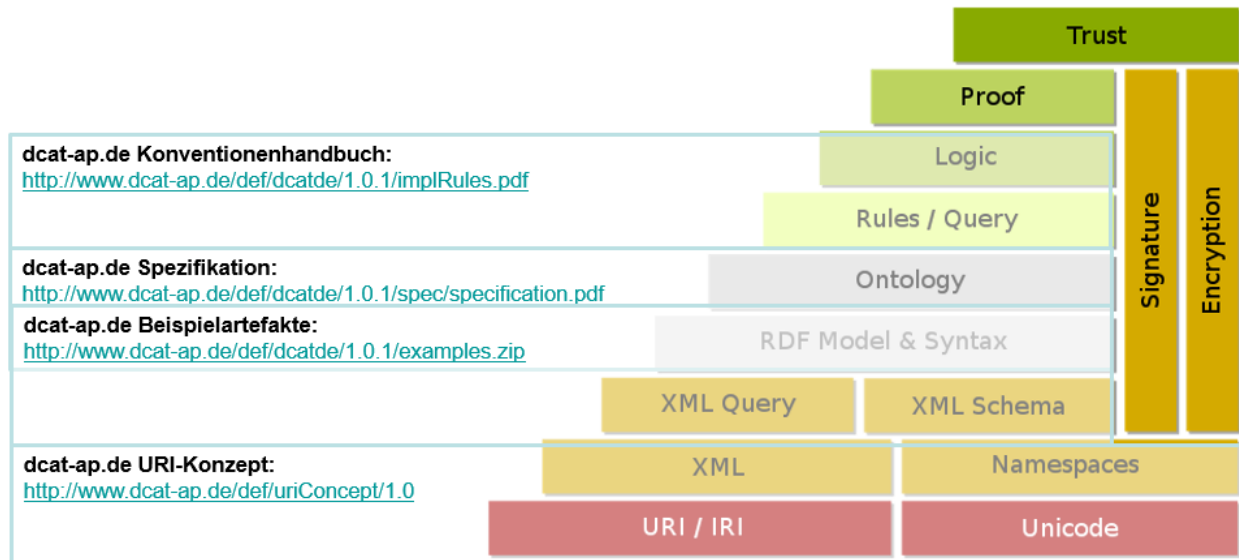 Trust
Proof
dcat-ap.de Konventionenhandbuch:
http://www.dcat-ap.de/def/dcatde/1.0.1/implRules.pdf
Logic
Rules / Query
Signature
Encryption
dcat-ap.de Spezifikation:
http://www.dcat-ap.de/def/dcatde/1.0.1/spec/specification.pdf
Ontology
dcat-ap.de Beispielartefakte:
http://www.dcat-ap.de/def/dcatde/1.0.1/examples.zip
RDF Model & Syntax
XML Query
XML Schema
dcat-ap.de URI-Konzept:
http://www.dcat-ap.de/def/uriConcept/1.0
XML
Namespaces
URI / IRI
Unicode